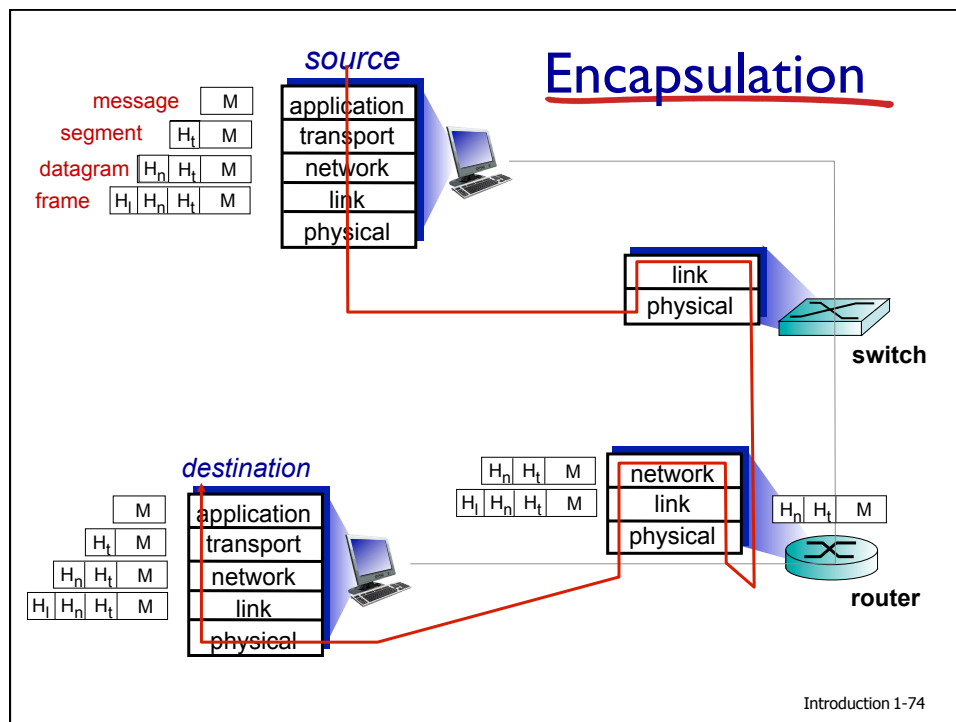 source
Encapsulation
message M
segment Ht M
datagram Hn Ht M
frame Hl Hn Ht M
application
transport
network
link
physical
link
physical
switch
destination
M
Ht M
Hn Ht M
Hl Hn Ht M
application
transport
network
link
physical
Hn Ht M
Hl Hn Ht M
network
link
physical
Hn Ht M
router
Introduction 1-74